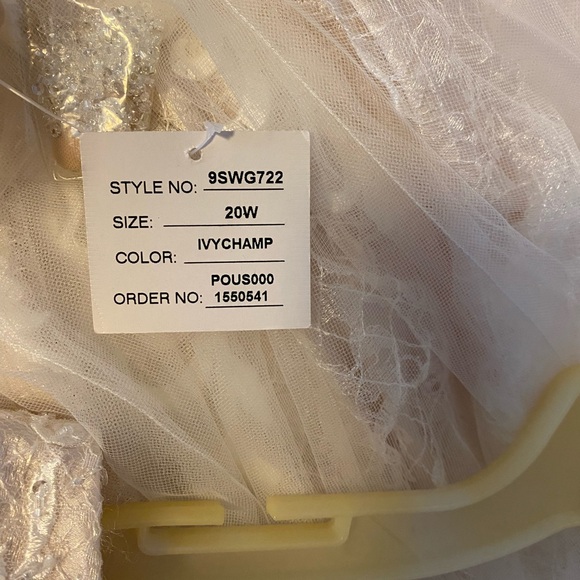 STYLE NO: 9SWG722
SIZE: 20W
COLOR: IVYCHAMP
POUS000
ORDER NO: 1550541